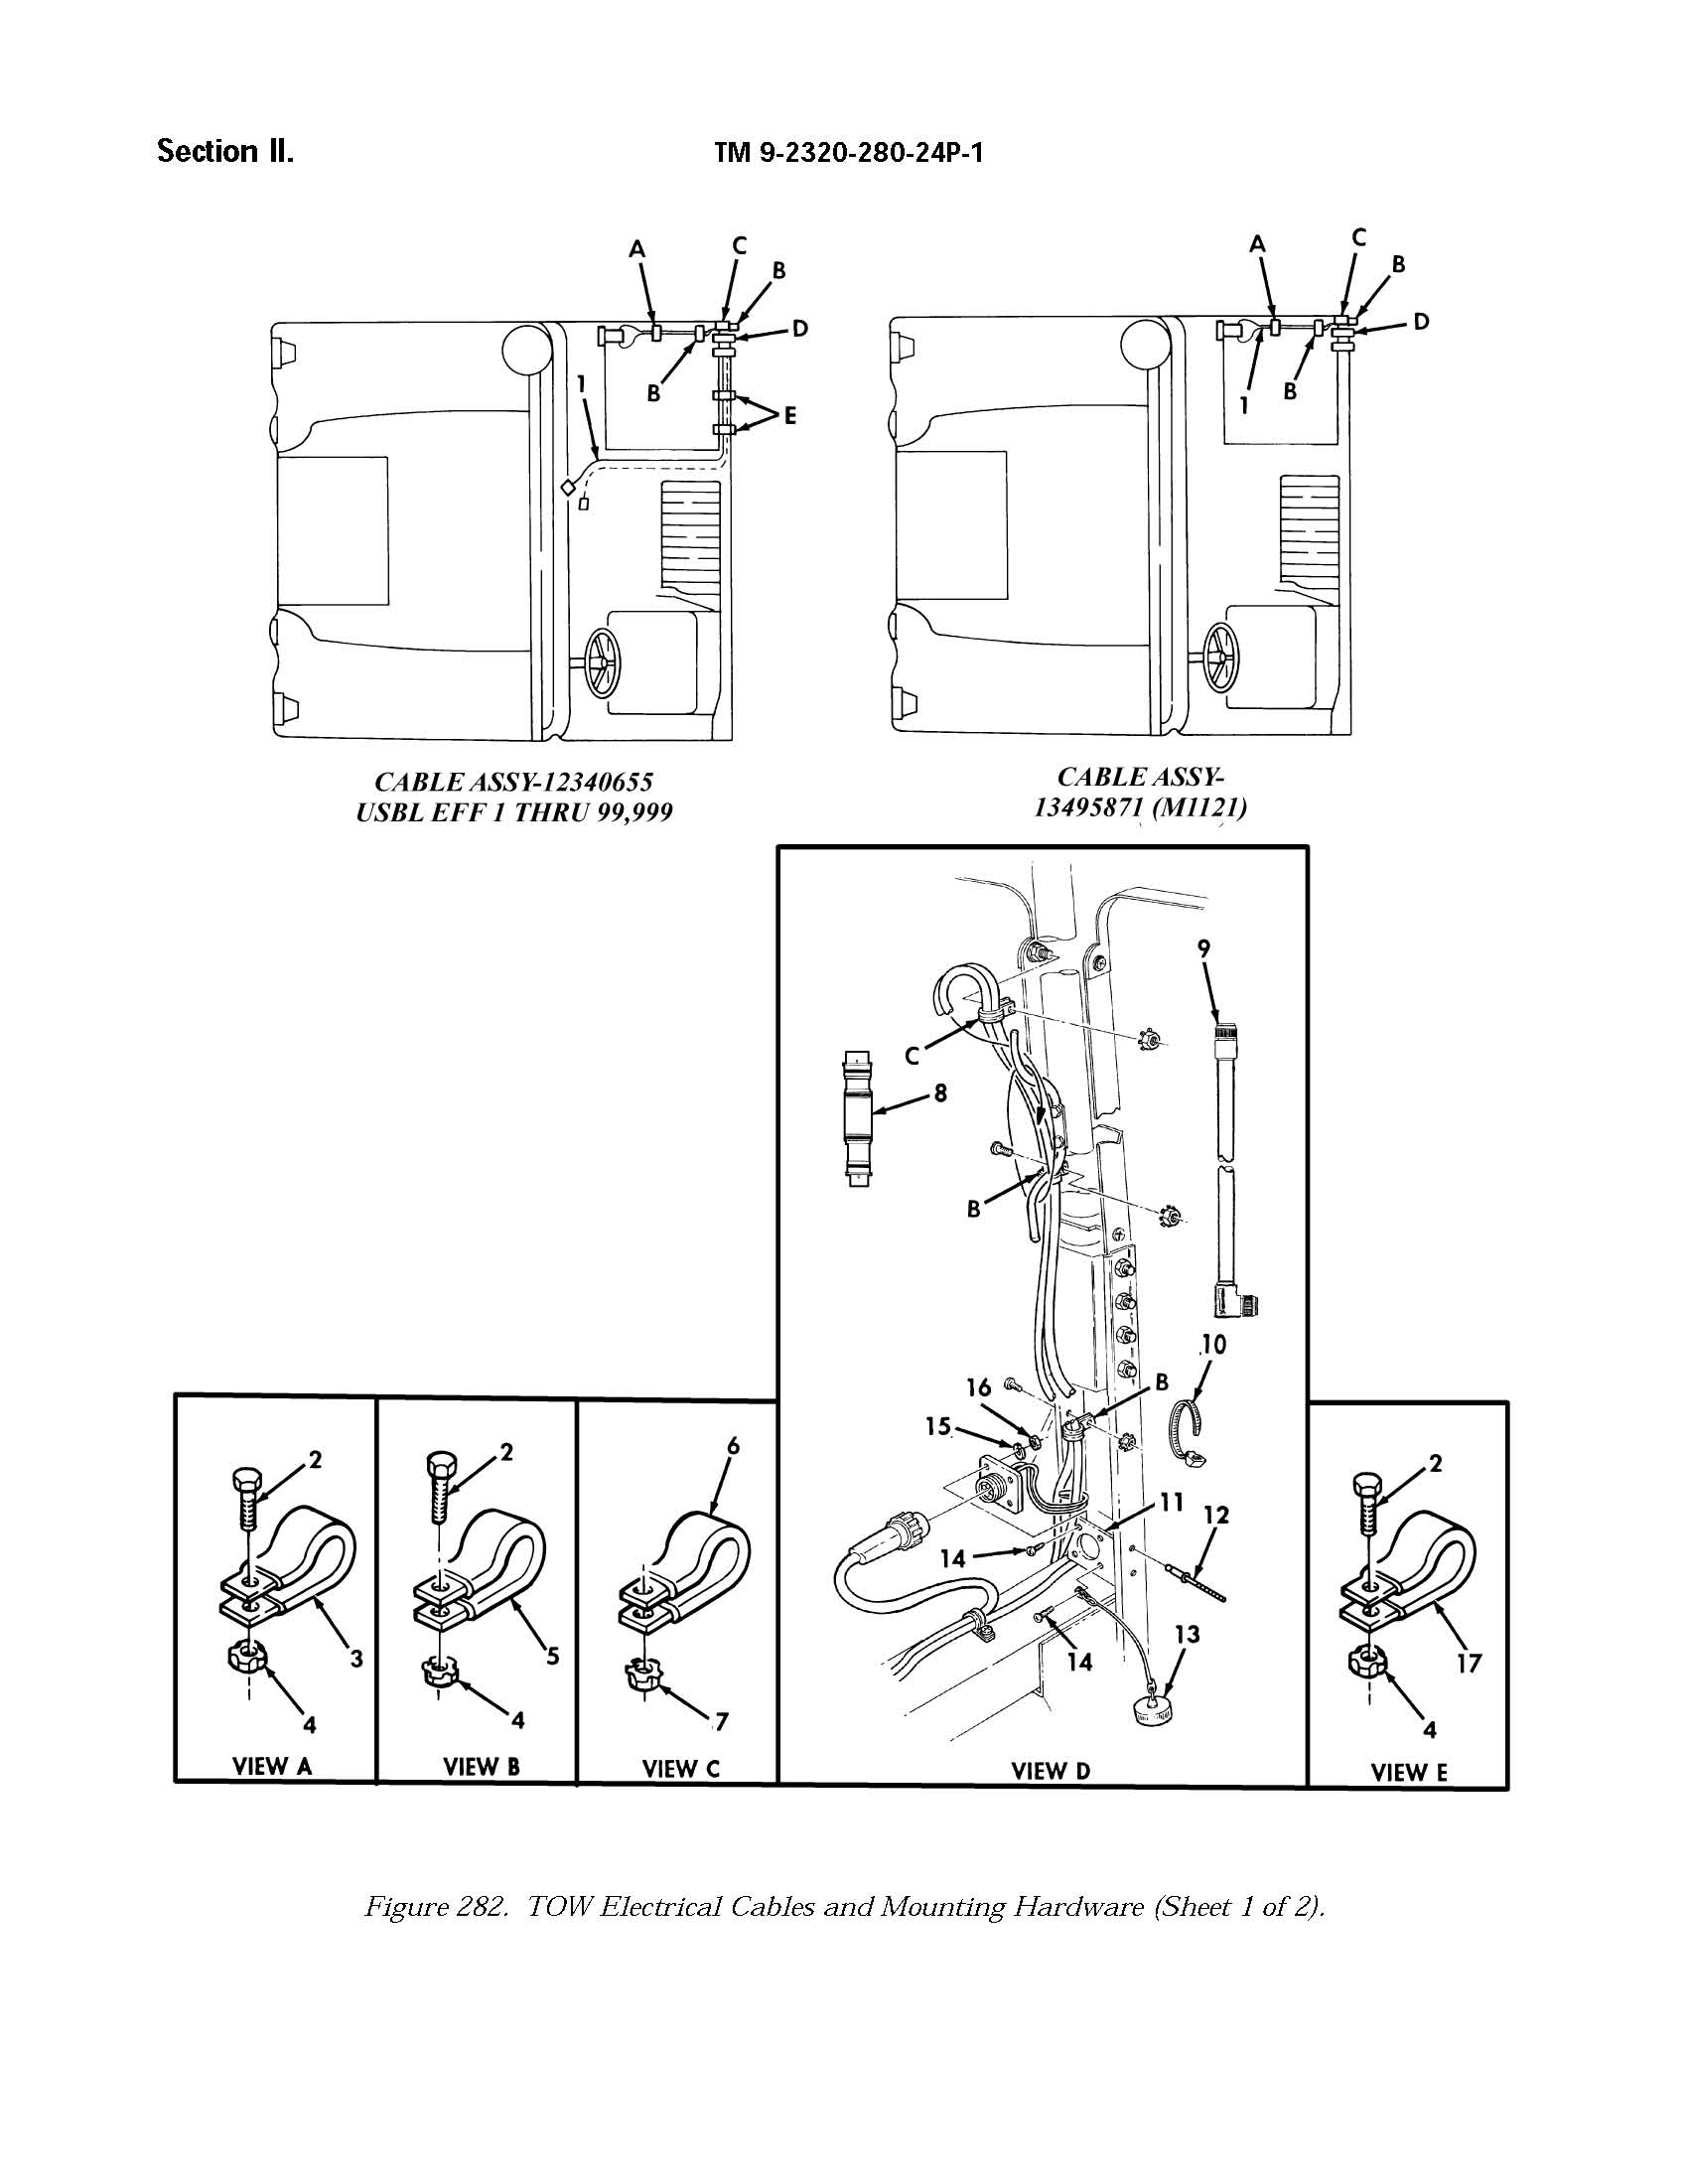 Section II.
TM 9-2320-280-24P-1
A
C
B
D
B
1
E
A
C
B
D
B
1
CABLE ASSY-12340655
USBL EFF 1 THRU 99,999
CABLE ASSY-
13495871 (M1121)
9
C
8
B
10
16
B
15
11
12
14
13
14
2
3
4
VIEW A
2
5
4
VIEW B
6
7
VIEW C
VIEW D
2
17
4
VIEW E
Figure 282. TOW Electrical Cables and Mounting Hardware (Sheet 1 of 2).